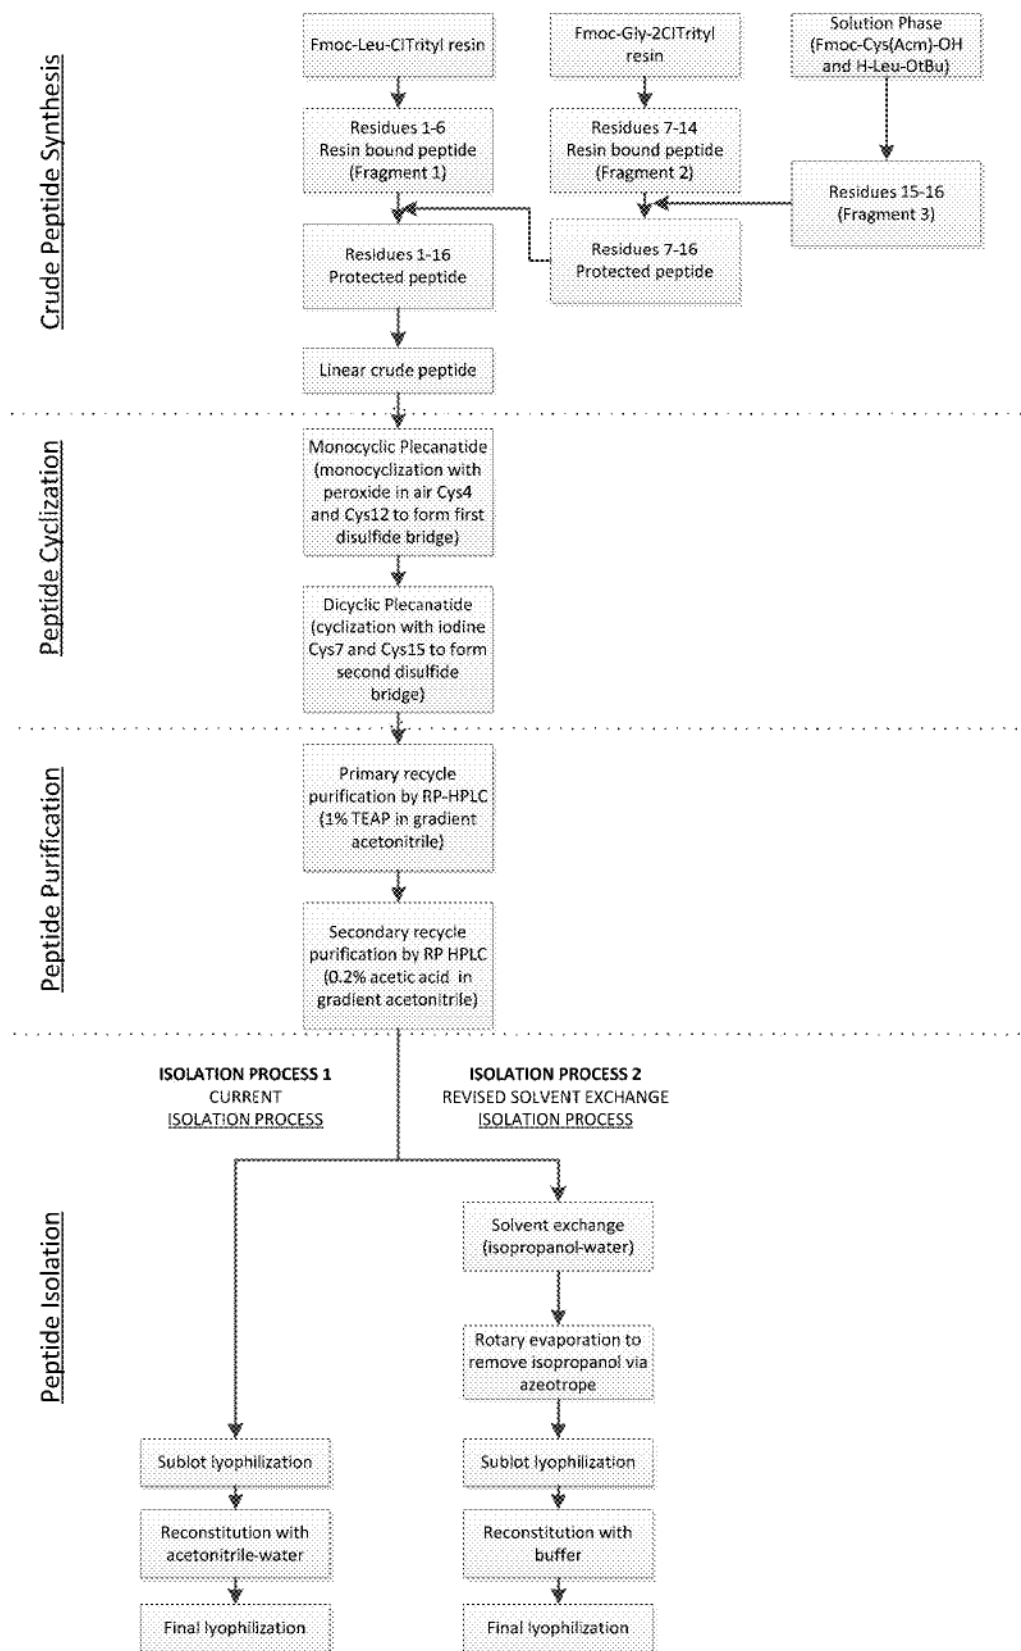 Crude Peptide Synthesis
Fmoc-Leu-ClTrityl resin
Fmoc-Gly-2ClTrityl
resin
Solution Phase
(Fmoc-Cys(Acm)-OH
and H-Leu-OtBu)
Residues 1-6
Resin bound peptide
(Fragment 1)
Residues 7-14
Resin bound peptide
(Fragment 2)
Residues 15-16
(Fragment 3)
Residues 1-16
Protected peptide
Residues 7-16
Protected peptide
Linear crude peptide
Peptide Cyclization
Monocyclic Plecanatide
(monocyclization with
peroxide in air Cys4
and Cys12 to form first
disulfide bridge)
Dicyclic Plecanatide
(cyclization with iodine
Cys7 and Cys15 to form
second disulfide
bridge)
Peptide Purification
Primary recycle
purification by RP-HPLC
(1% TEAP in gradient
acetonitrile)
Secondary recycle
purification by RP HPLC
(0.2% acetic acid in
gradient acetonitrile)
Peptide Isolation
ISOLATION PROCESS 1
CURRENT
ISOLATION PROCESS
ISOLATION PROCESS 2
REVISED SOLVENT EXCHANGE
ISOLATION PROCESS
Solvent exchange
(isopropanol-water)
Rotary evaporation to
remove isopropanol via
azeotrope
Sublot lyophilization
Sublot lyophilization
Reconstitution with
acetonitrile-water
Reconstitution with
buffer
Final lyophilization
Final lyophilization